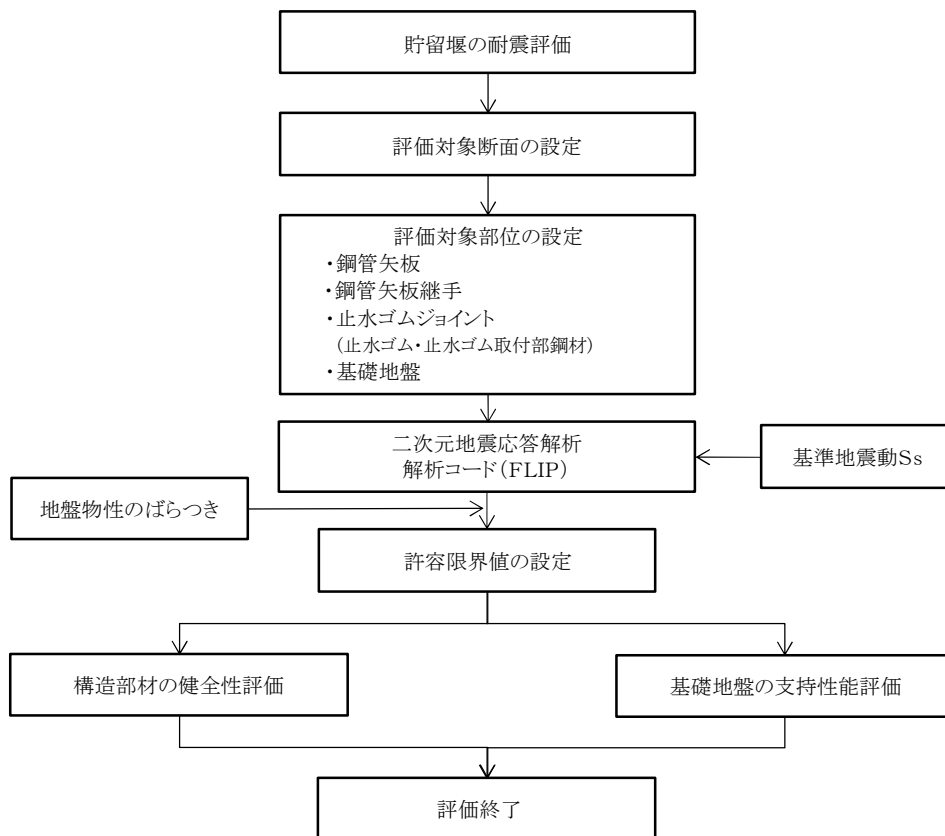 貯留堰の耐震評価
評価対象断面の設定
評価対象部位の設定
・鋼管矢板
・鋼管矢板継手
・止水ゴムジョイント
(止水ゴム・止水ゴム取付部鋼材)
・基礎地盤
二次元地震応答解析
解析コード(FLIP)
基準地震動Ss
地盤物性のばらつき
許容限界値の設定
構造部材の健全性評価
基礎地盤の支持性能評価
評価終了